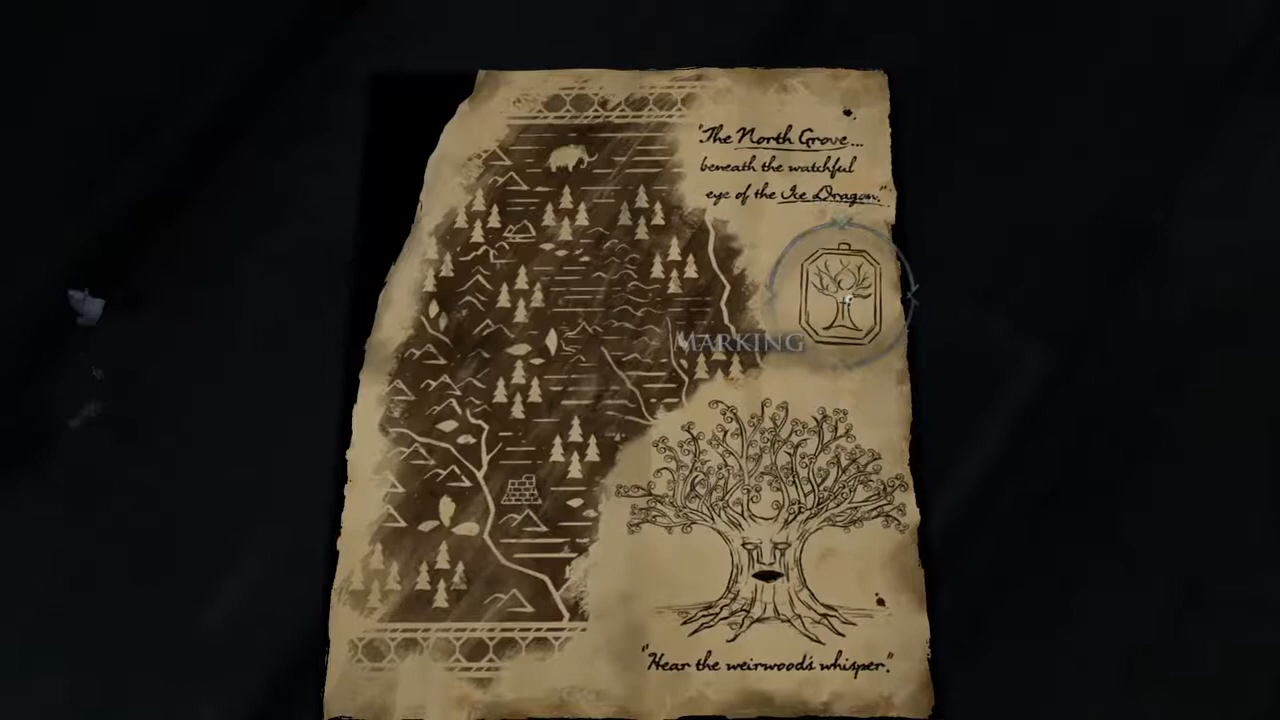 "The North Grove...
beneath the watchful
eye of the Ice Dragon."
MARKING
"Hear the weirwood's whisper."